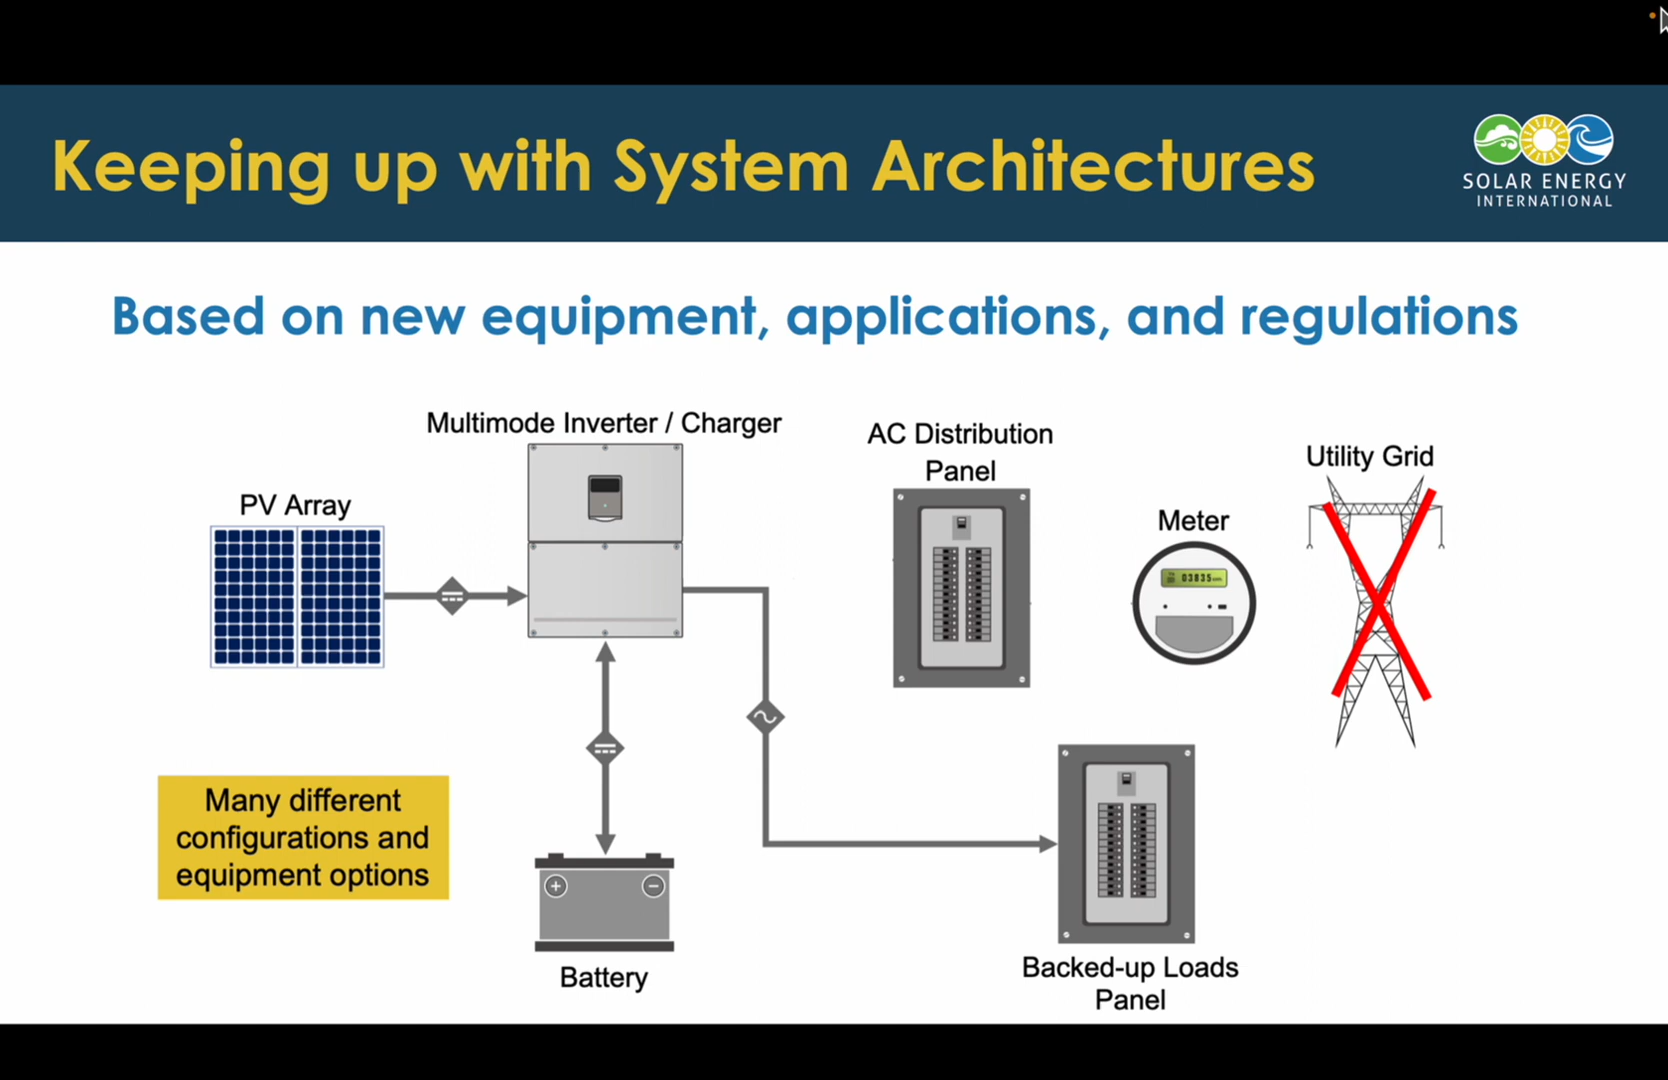 Keeping up with System Architectures
SOLAR ENERGY
INTERNATIONAL
Based on new equipment, applications, and regulations
Multimode Inverter / Charger
AC Distribution
Panel
Utility Grid
PV Array
Meter
03835
Many different
configurations and
equipment options
Battery
Backed-up Loads
Panel